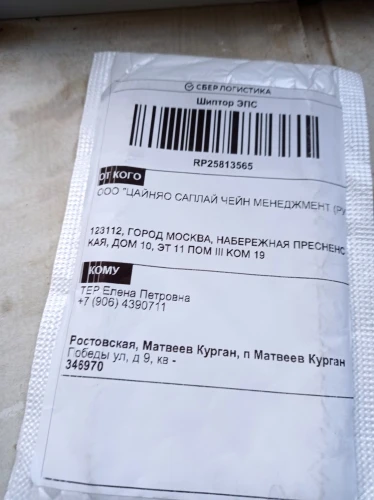 СБЕР ЛОГИСТИКА
Шиптор ЭПС
RP25813565
ОТ КОГО
ООО "ЦАЙНЯО САПЛАЙ ЧЕЙН МЕНЕДЖМЕНТ (РУ
123112, ГОРОД МОСКВА, НАБЕРЕЖНАЯ ПРЕСНЕНС
КАЯ, ДОМ 10, ЭТ 11 ПОМ III КОМ 19
КОМУ
ТЕР Елена Петровна
+7 (906) 4390711
Ростовская, Матвеев Курган, п Матвеев Курган
Победы ул, д 9, кв -
346970